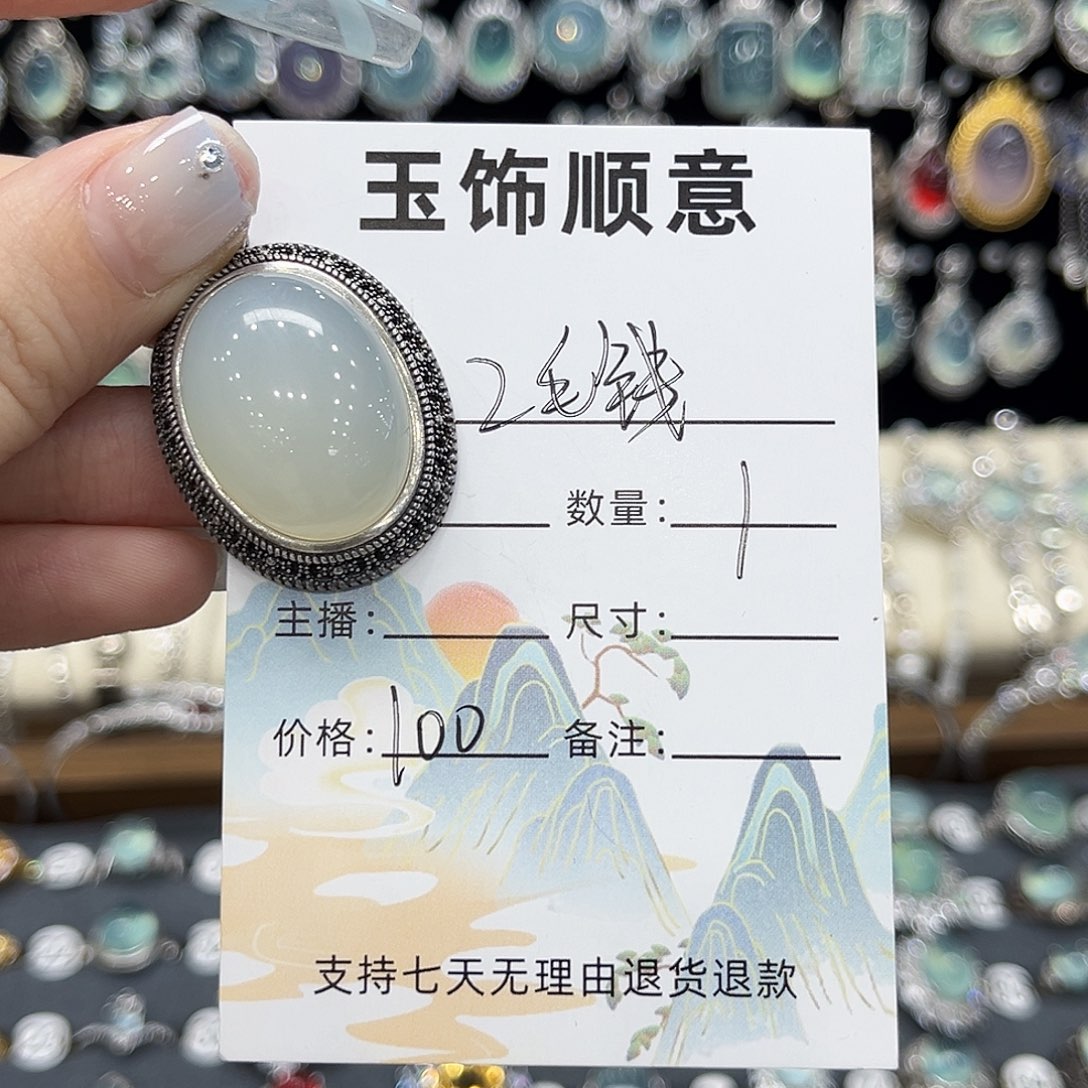 玉饰顺意
2毛钱
数量: 1
主播: 尺寸:
价格: 100 备注:
支持七天无理由退货退款